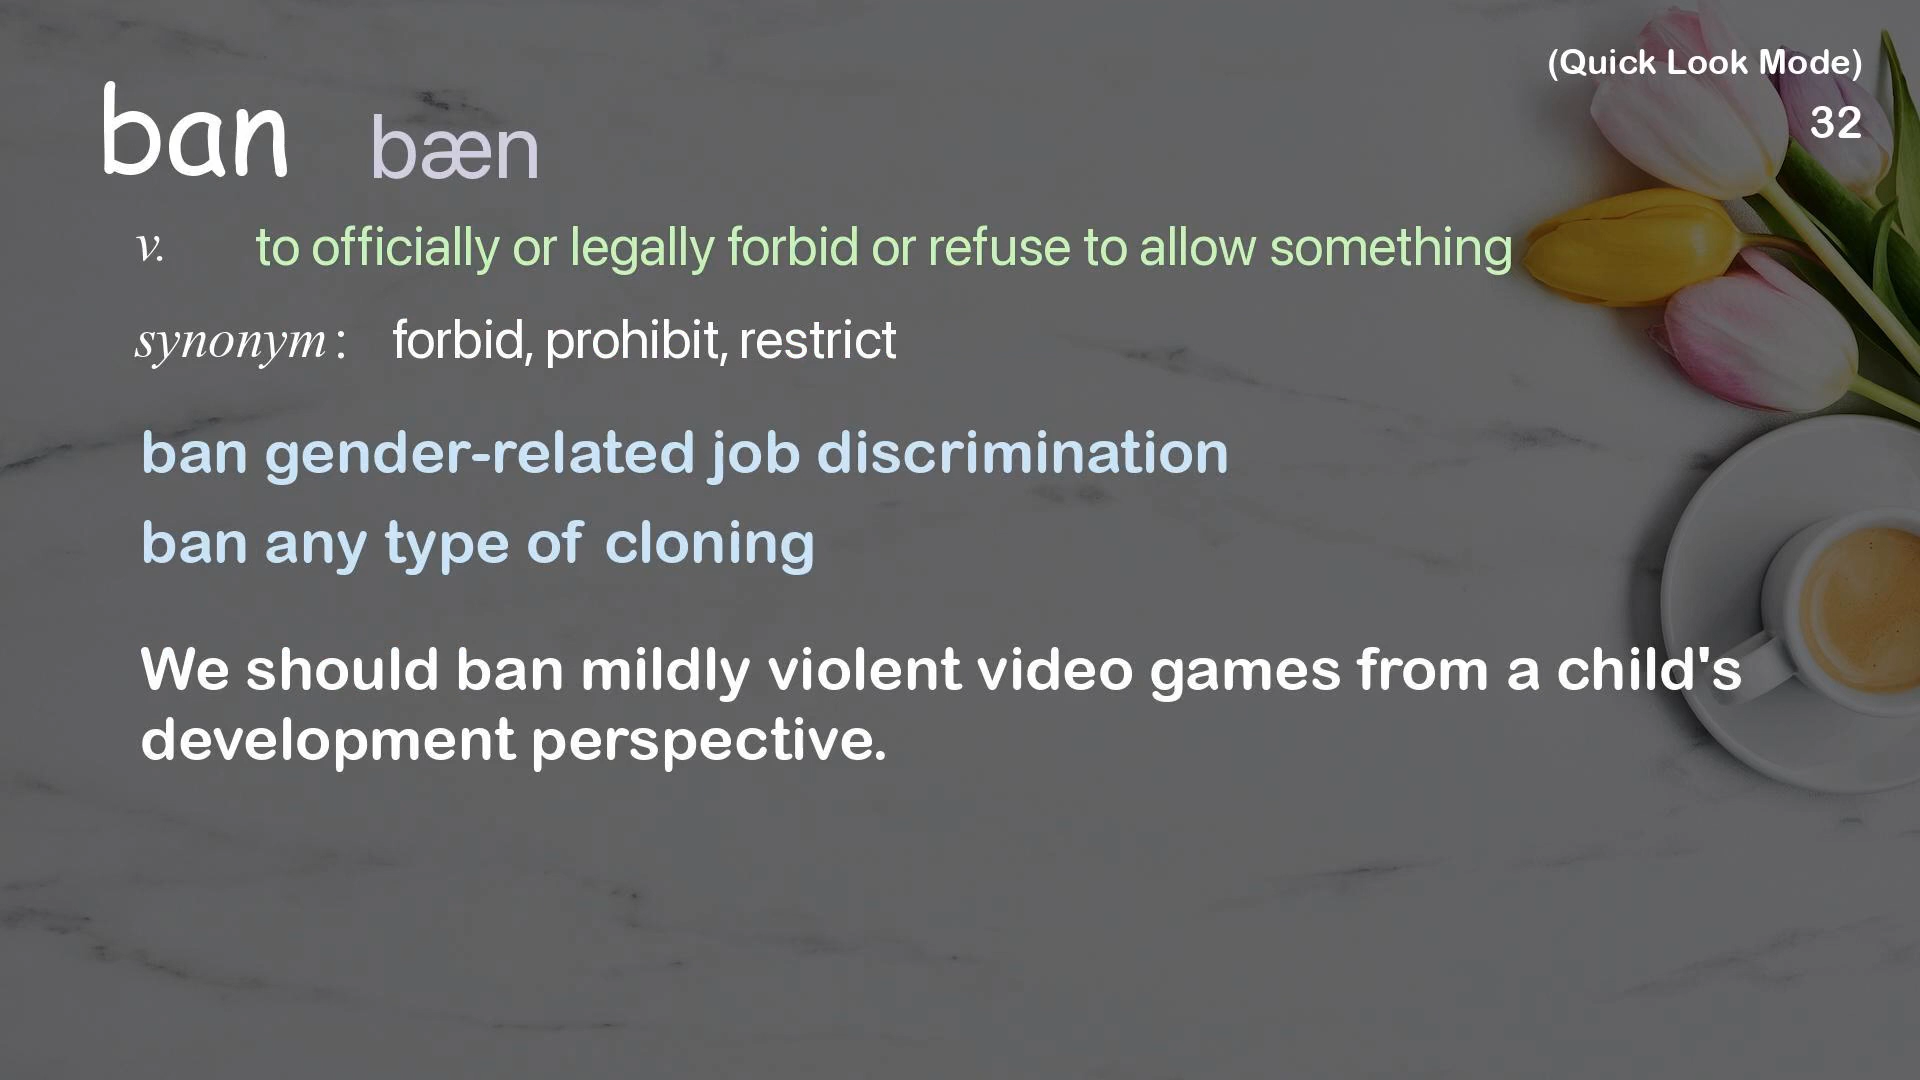 (Quick Look Mode)
32
ban bæn
v. to officially or legally forbid or refuse to allow something
synonym : forbid, prohibit, restrict
ban gender-related job discrimination
ban any type of cloning
We should ban mildly violent video games from a child's
development perspective.